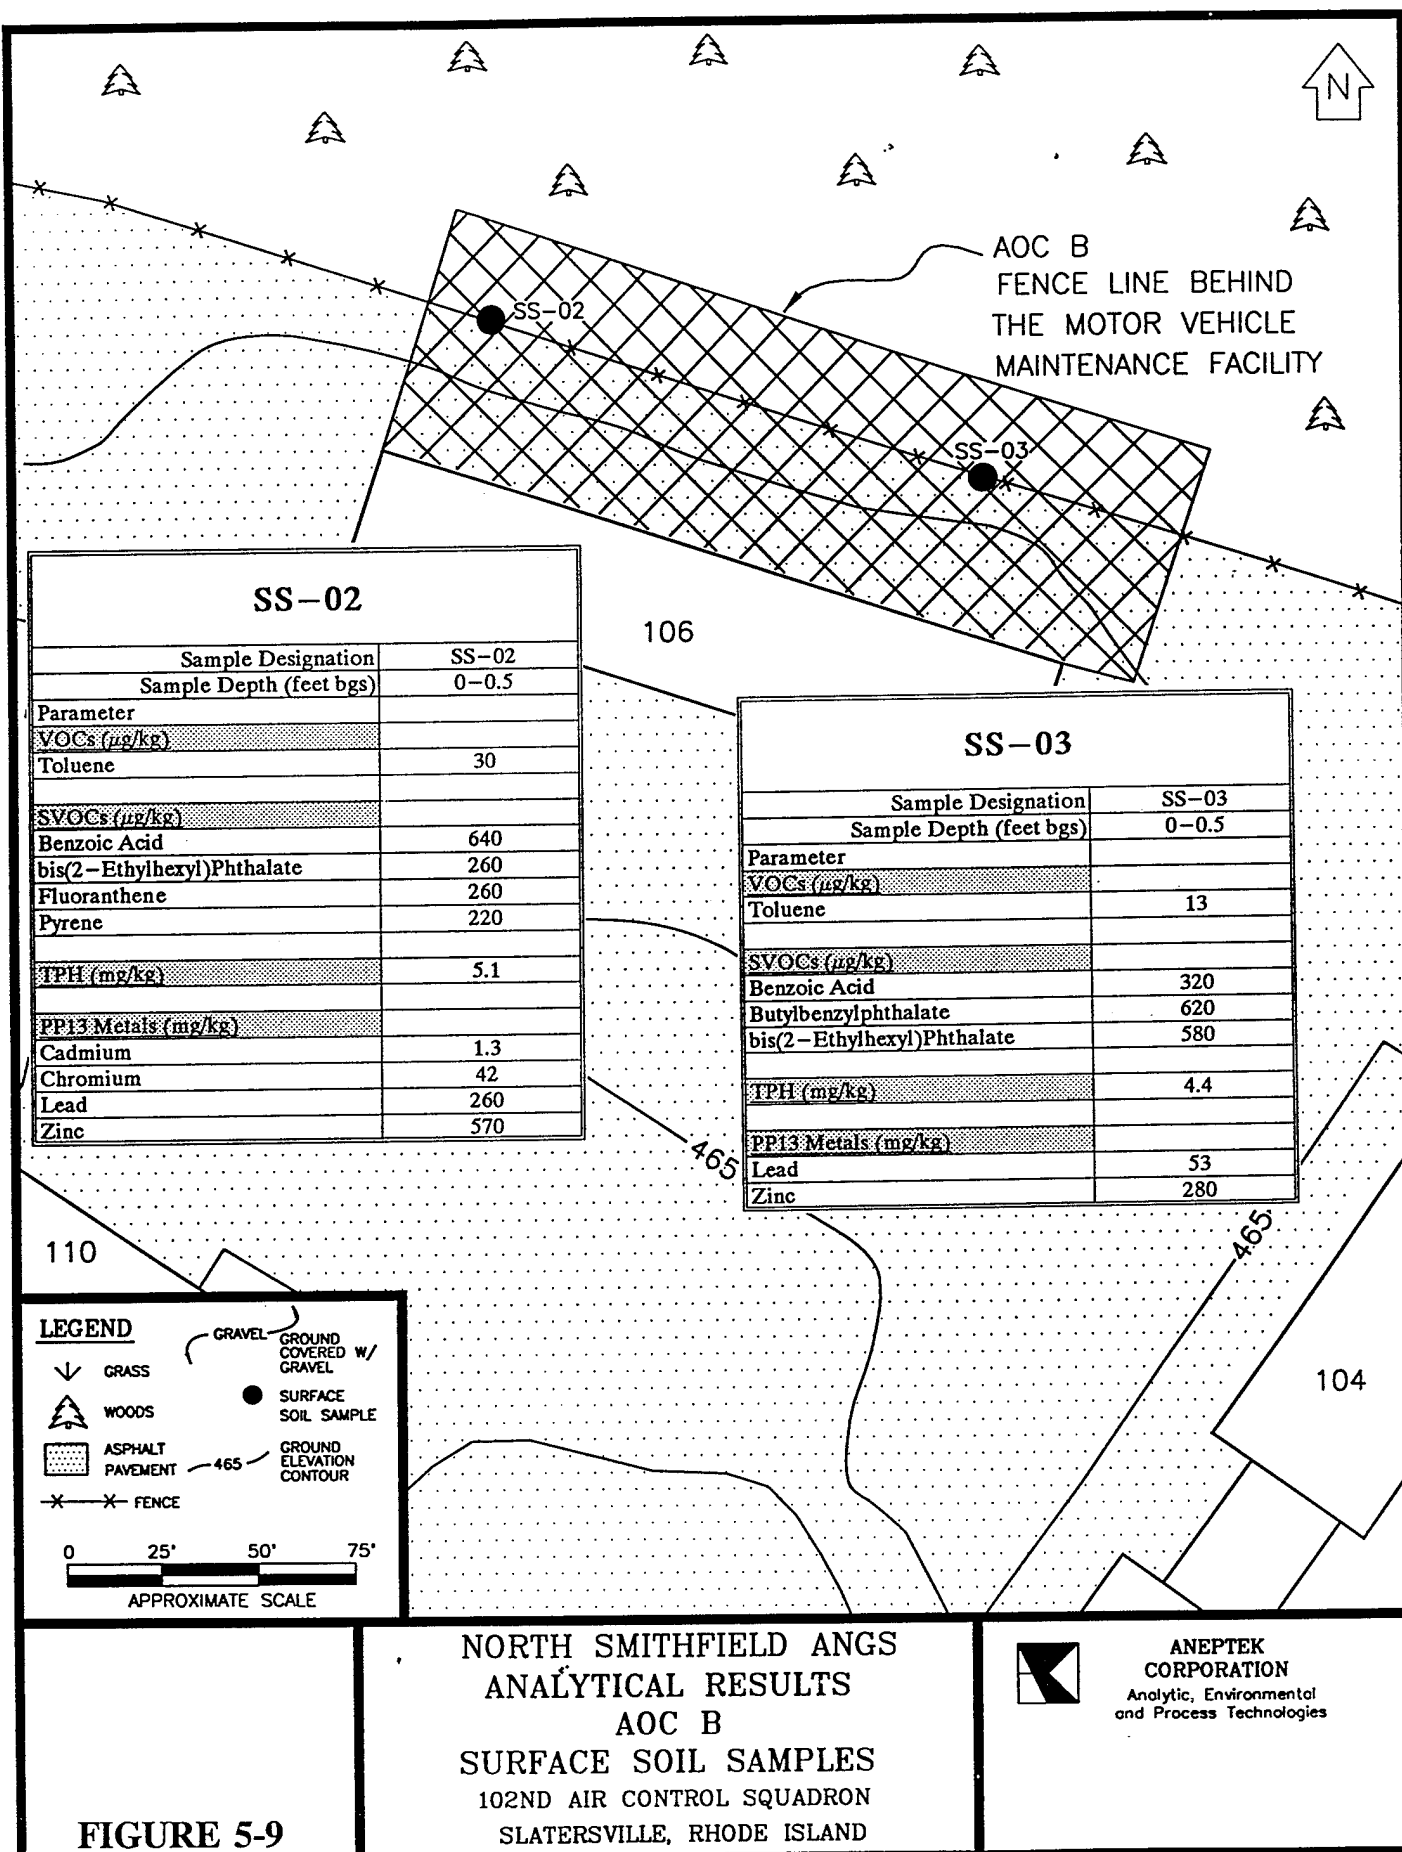 N
AOC B
FENCE LINE BEHIND
THE MOTOR VEHICLE
MAINTENANCE FACILITY
SS-02
SS-03
106
SS-02
Sample Designation SS-02
Sample Depth (feet bgs) 0-0.5
Parameter
VOCs (µg/kg)
Toluene 30
SVOCs (µg/kg)
Benzoic Acid 640
bis(2-Ethylhexyl)Phthalate 260
Fluoranthene 260
Pyrene 220
TPH (mg/kg) 5.1
PP13 Metals (mg/kg)
Cadmium 1.3
Chromium 42
Lead 260
Zinc 570
SS-03
Sample Designation SS-03
Sample Depth (feet bgs) 0-0.5
Parameter
VOCs (µg/kg)
Toluene 13
SVOCs (µg/kg)
Benzoic Acid 320
Butylbenzylphthalate 620
bis(2-Ethylhexyl)Phthalate 580
TPH (mg/kg) 4.4
PP13 Metals (mg/kg)
Lead 53
Zinc 280
465
465
110
104
LEGEND
GRASS
WOODS
ASPHALT
PAVEMENT
FENCE
GRAVEL
GROUND
COVERED W/
GRAVEL
SURFACE
SOIL SAMPLE
465
GROUND
ELEVATION
CONTOUR
0 25' 50' 75'
APPROXIMATE SCALE
FIGURE 5-9
NORTH SMITHFIELD ANGS
ANALYTICAL RESULTS
AOC B
SURFACE SOIL SAMPLES
102ND AIR CONTROL SQUADRON
SLATERSVILLE, RHODE ISLAND
ANEPTEK
CORPORATION
Analytic, Environmental
and Process Technologies